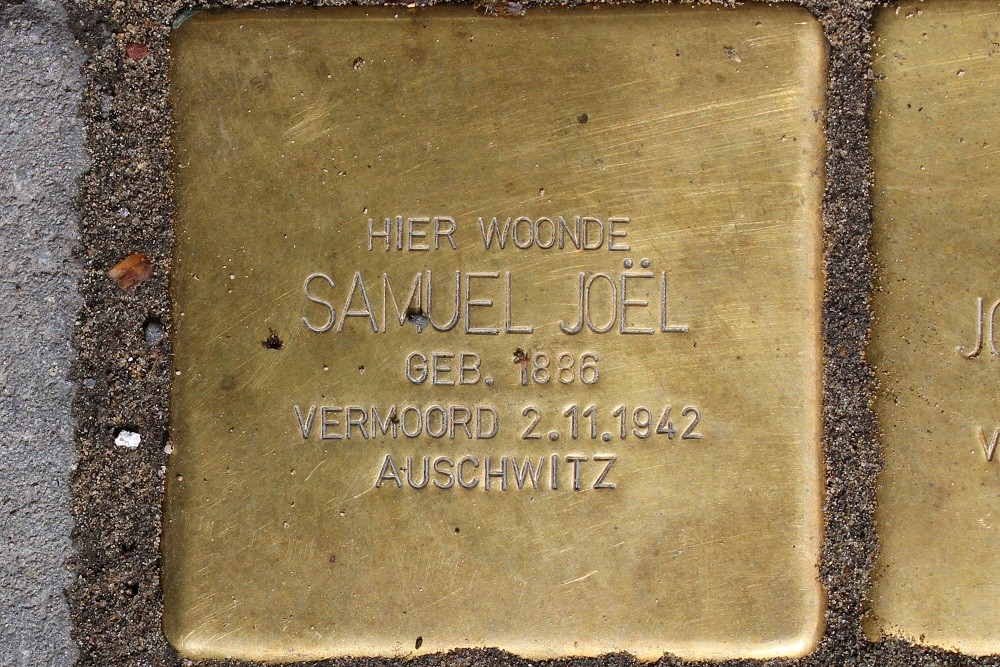 HIER WOONDE
SAMUEL JOËL
GEB. 1886
VERMOORD 2.11.1942
AUSCHWITZ